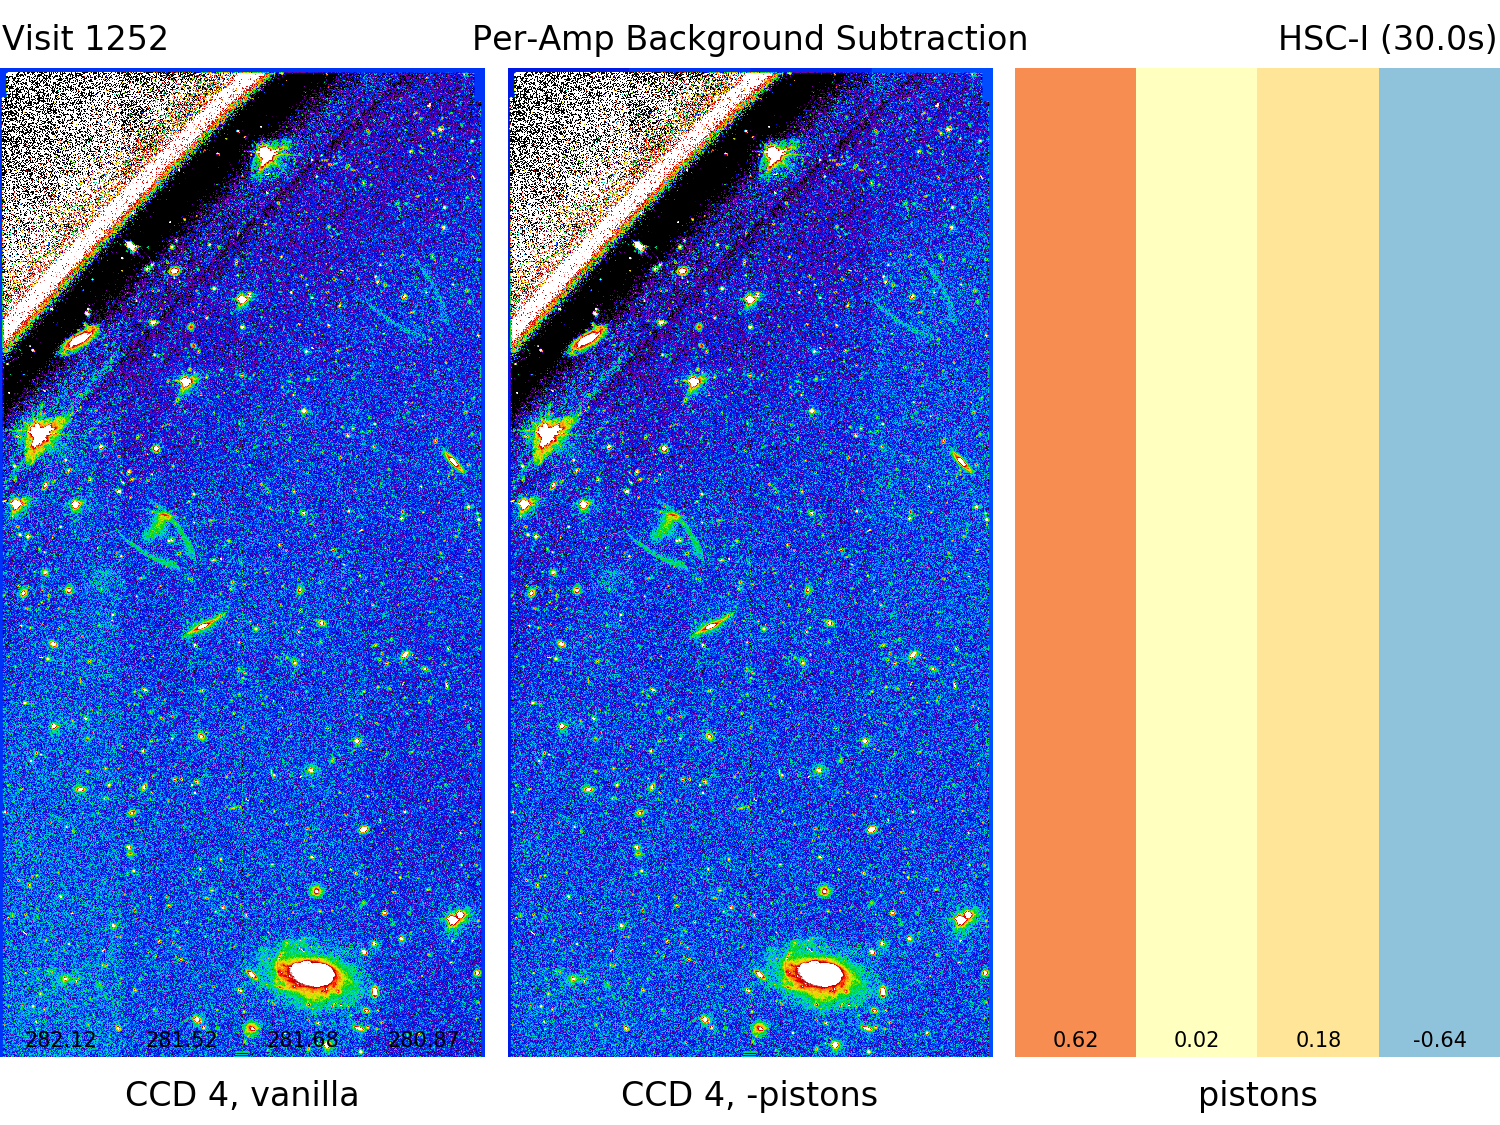 Visit 1252 Per-Amp Background Subtraction HSC-I (30.0s)
282.12 281.52 281.68 280.87 0.62 0.02 0.18 -0.64
CCD 4, vanilla CCD 4, -pistons pistons